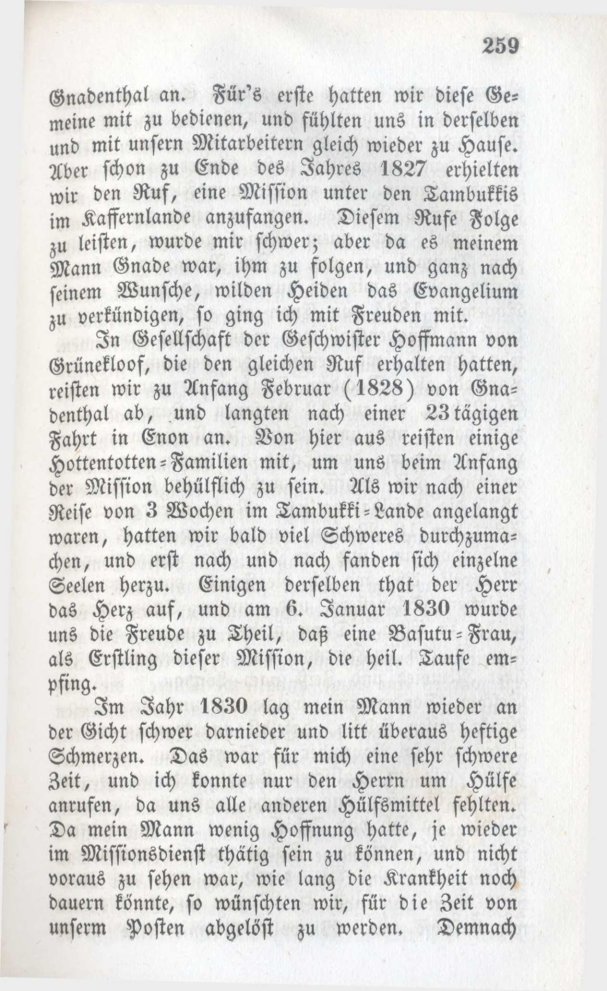 259
Gnadenthal an. Für's erste hatten wir diese Ge-
meine mit zu bedienen, und fühlten uns in derselben
und mit unsern Mitarbeitern gleich wieder zu Hause.
Aber schon zu Ende des Jahres 1827 erhielten
wir den Ruf, eine Mission unter den Tambukkis
im Kaffernlande anzufangen. Diesem Rufe Folge
zu leisten, wurde mir schwer; aber da es meinem
Mann Gnade war, ihm zu folgen, und ganz nach
seinem Wunsche, wilden Heiden das Evangelium
zu verkündigen, so ging ich mit Freuden mit.
In Gesellschaft der Geschwister Hoffmann von
Grünekloof, die den gleichen Ruf erhalten hatten,
reisten wir zu Anfang Februar (1828) von Gna-
denthal ab, und langten nach einer 23tägigen
Fahrt in Enon an. Von hier aus reisten einige
Hottentotten-Familien mit, um uns beim Anfang
der Mission behülflich zu sein. Als wir nach einer
Reise von 3 Wochen im Tambukki-Lande angelangt
waren, hatten wir bald viel Schweres durchzuma-
chen, und erst nach und nach fanden sich einzelne
Seelen herzu. Einigen derselben that der Herr
das Herz auf, und am 6. Januar 1830 wurde
uns die Freude zu Theil, daß eine Basutu-Frau,
als Erstling dieser Mission, die heil. Taufe em-
pfing.
Im Jahr 1830 lag mein Mann wieder an
der Gicht schwer darnieder und litt überaus heftige
Schmerzen. Das war für mich eine sehr schwere
Zeit, und ich konnte nur den Herrn um Hülfe
anrufen, da uns alle anderen Hülfsmittel fehlten.
Da mein Mann wenig Hoffnung hatte, je wieder
im Missionsdienst thätig sein zu können, und nicht
voraus zu sehen war, wie lang die Krankheit noch
dauern könnte, so wünschten wir, für die Zeit von
unserm Posten abgelöst zu werden. Demnach